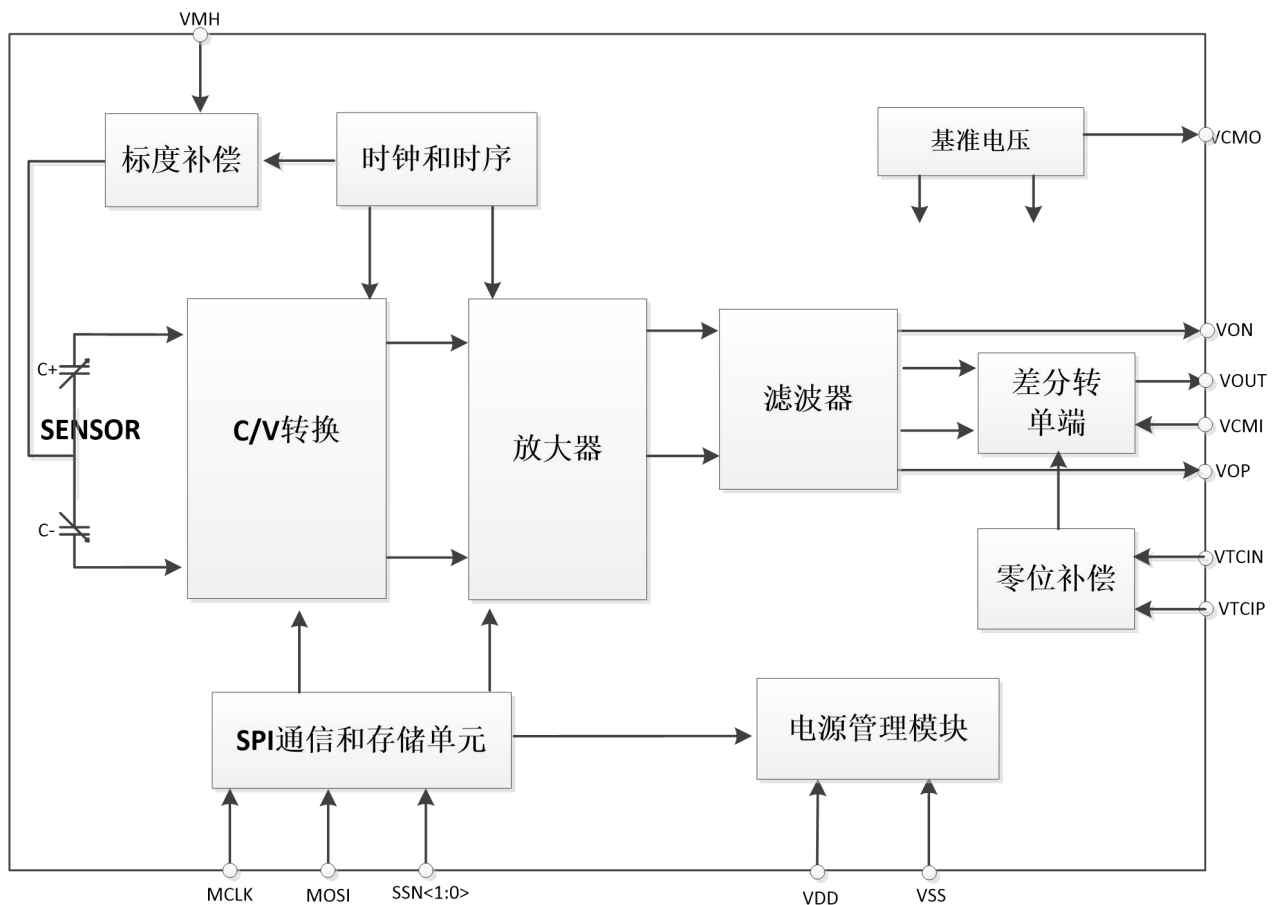 VMH
标度补偿
时钟和时序
基准电压
VCMO
C+
SENSOR
C-
C/V转换
放大器
滤波器
差分转
单端
VON
VOUT
VCMI
VOP
零位补偿
VTCIN
VTCIP
SPI通信和存储单元
电源管理模块
MCLK
MOSI
SSN<1:0>
VDD
VSS